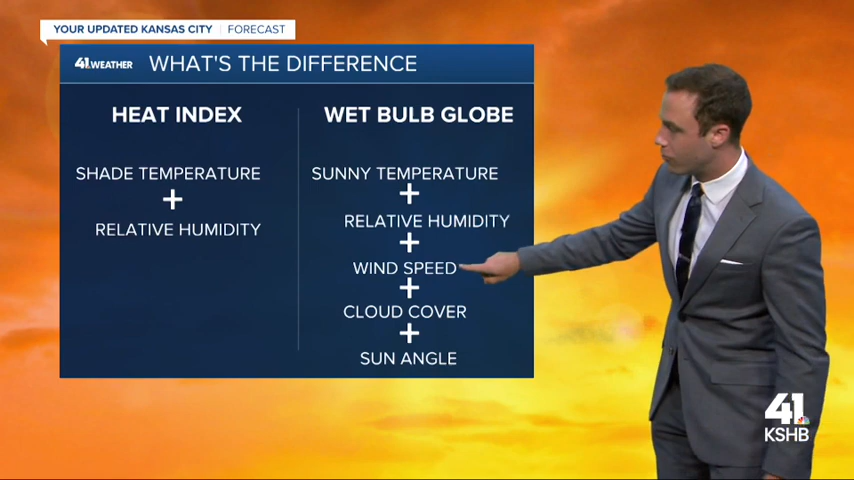 YOUR UPDATED KANSAS CITY | FORECAST
41 WEATHER WHAT'S THE DIFFERENCE
HEAT INDEX
SHADE TEMPERATURE
+
RELATIVE HUMIDITY
WET BULB GLOBE
SUNNY TEMPERATURE
+
RELATIVE HUMIDITY
+
WIND SPEED
+
CLOUD COVER
+
SUN ANGLE
41
KSHB